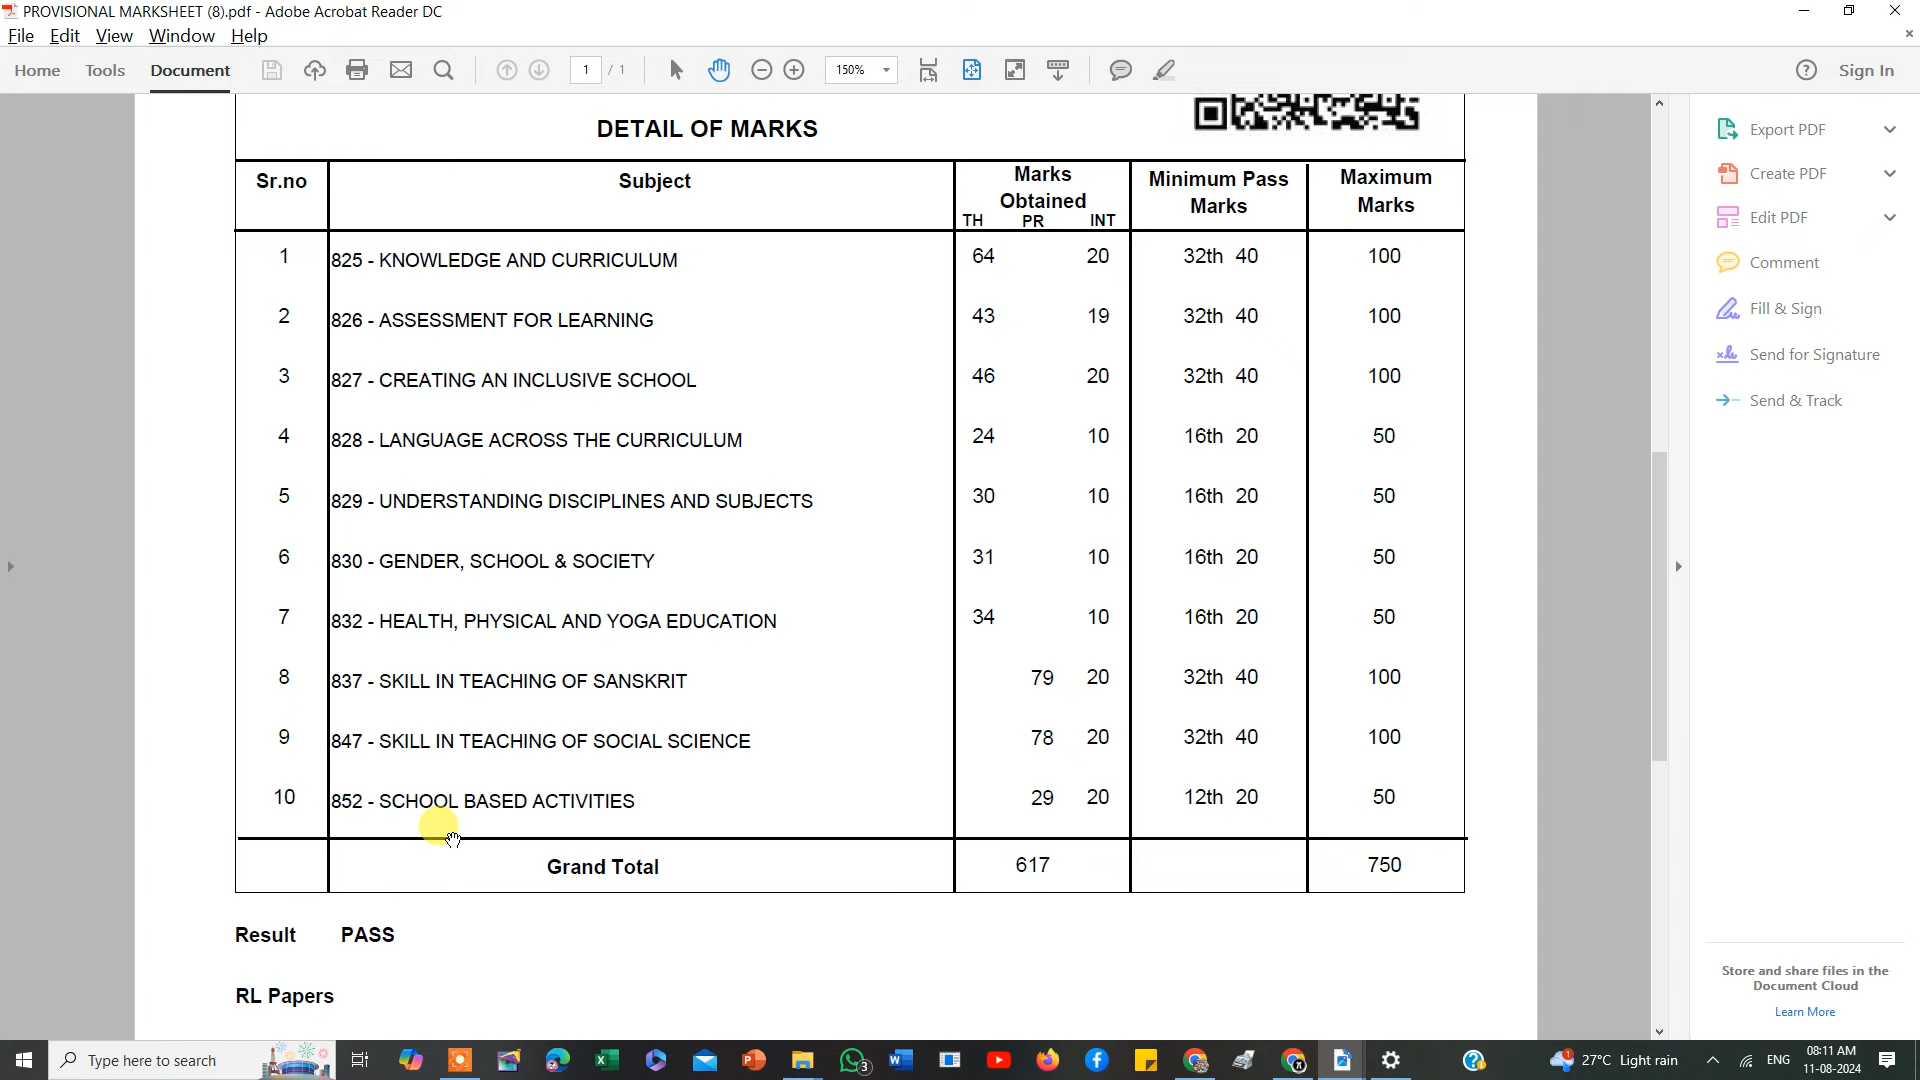 PROVISIONAL MARKSHEET (8).pdf - Adobe Acrobat Reader DC
File Edit View Window Help
Home Tools Document 1 / 1 150% Sign In
DETAIL OF MARKS
Sr.no Subject Marks Obtained Minimum Pass Marks Maximum Marks
TH PR INT
1 825 - KNOWLEDGE AND CURRICULUM 64 20 32th 40 100
2 826 - ASSESSMENT FOR LEARNING 43 19 32th 40 100
3 827 - CREATING AN INCLUSIVE SCHOOL 46 20 32th 40 100
4 828 - LANGUAGE ACROSS THE CURRICULUM 24 10 16th 20 50
5 829 - UNDERSTANDING DISCIPLINES AND SUBJECTS 30 10 16th 20 50
6 830 - GENDER, SCHOOL & SOCIETY 31 10 16th 20 50
7 832 - HEALTH, PHYSICAL AND YOGA EDUCATION 34 10 16th 20 50
8 837 - SKILL IN TEACHING OF SANSKRIT 79 20 32th 40 100
9 847 - SKILL IN TEACHING OF SOCIAL SCIENCE 78 20 32th 40 100
10 852 - SCHOOL BASED ACTIVITIES 29 20 12th 20 50
Grand Total 617 750
Result PASS
RL Papers
Export PDF
Create PDF
Edit PDF
Comment
Fill & Sign
Send for Signature
Send & Track
Store and share files in the
Document Cloud
Learn More
Type here to search 3 27°C Light rain ENG 08:11 AM
11-08-2024